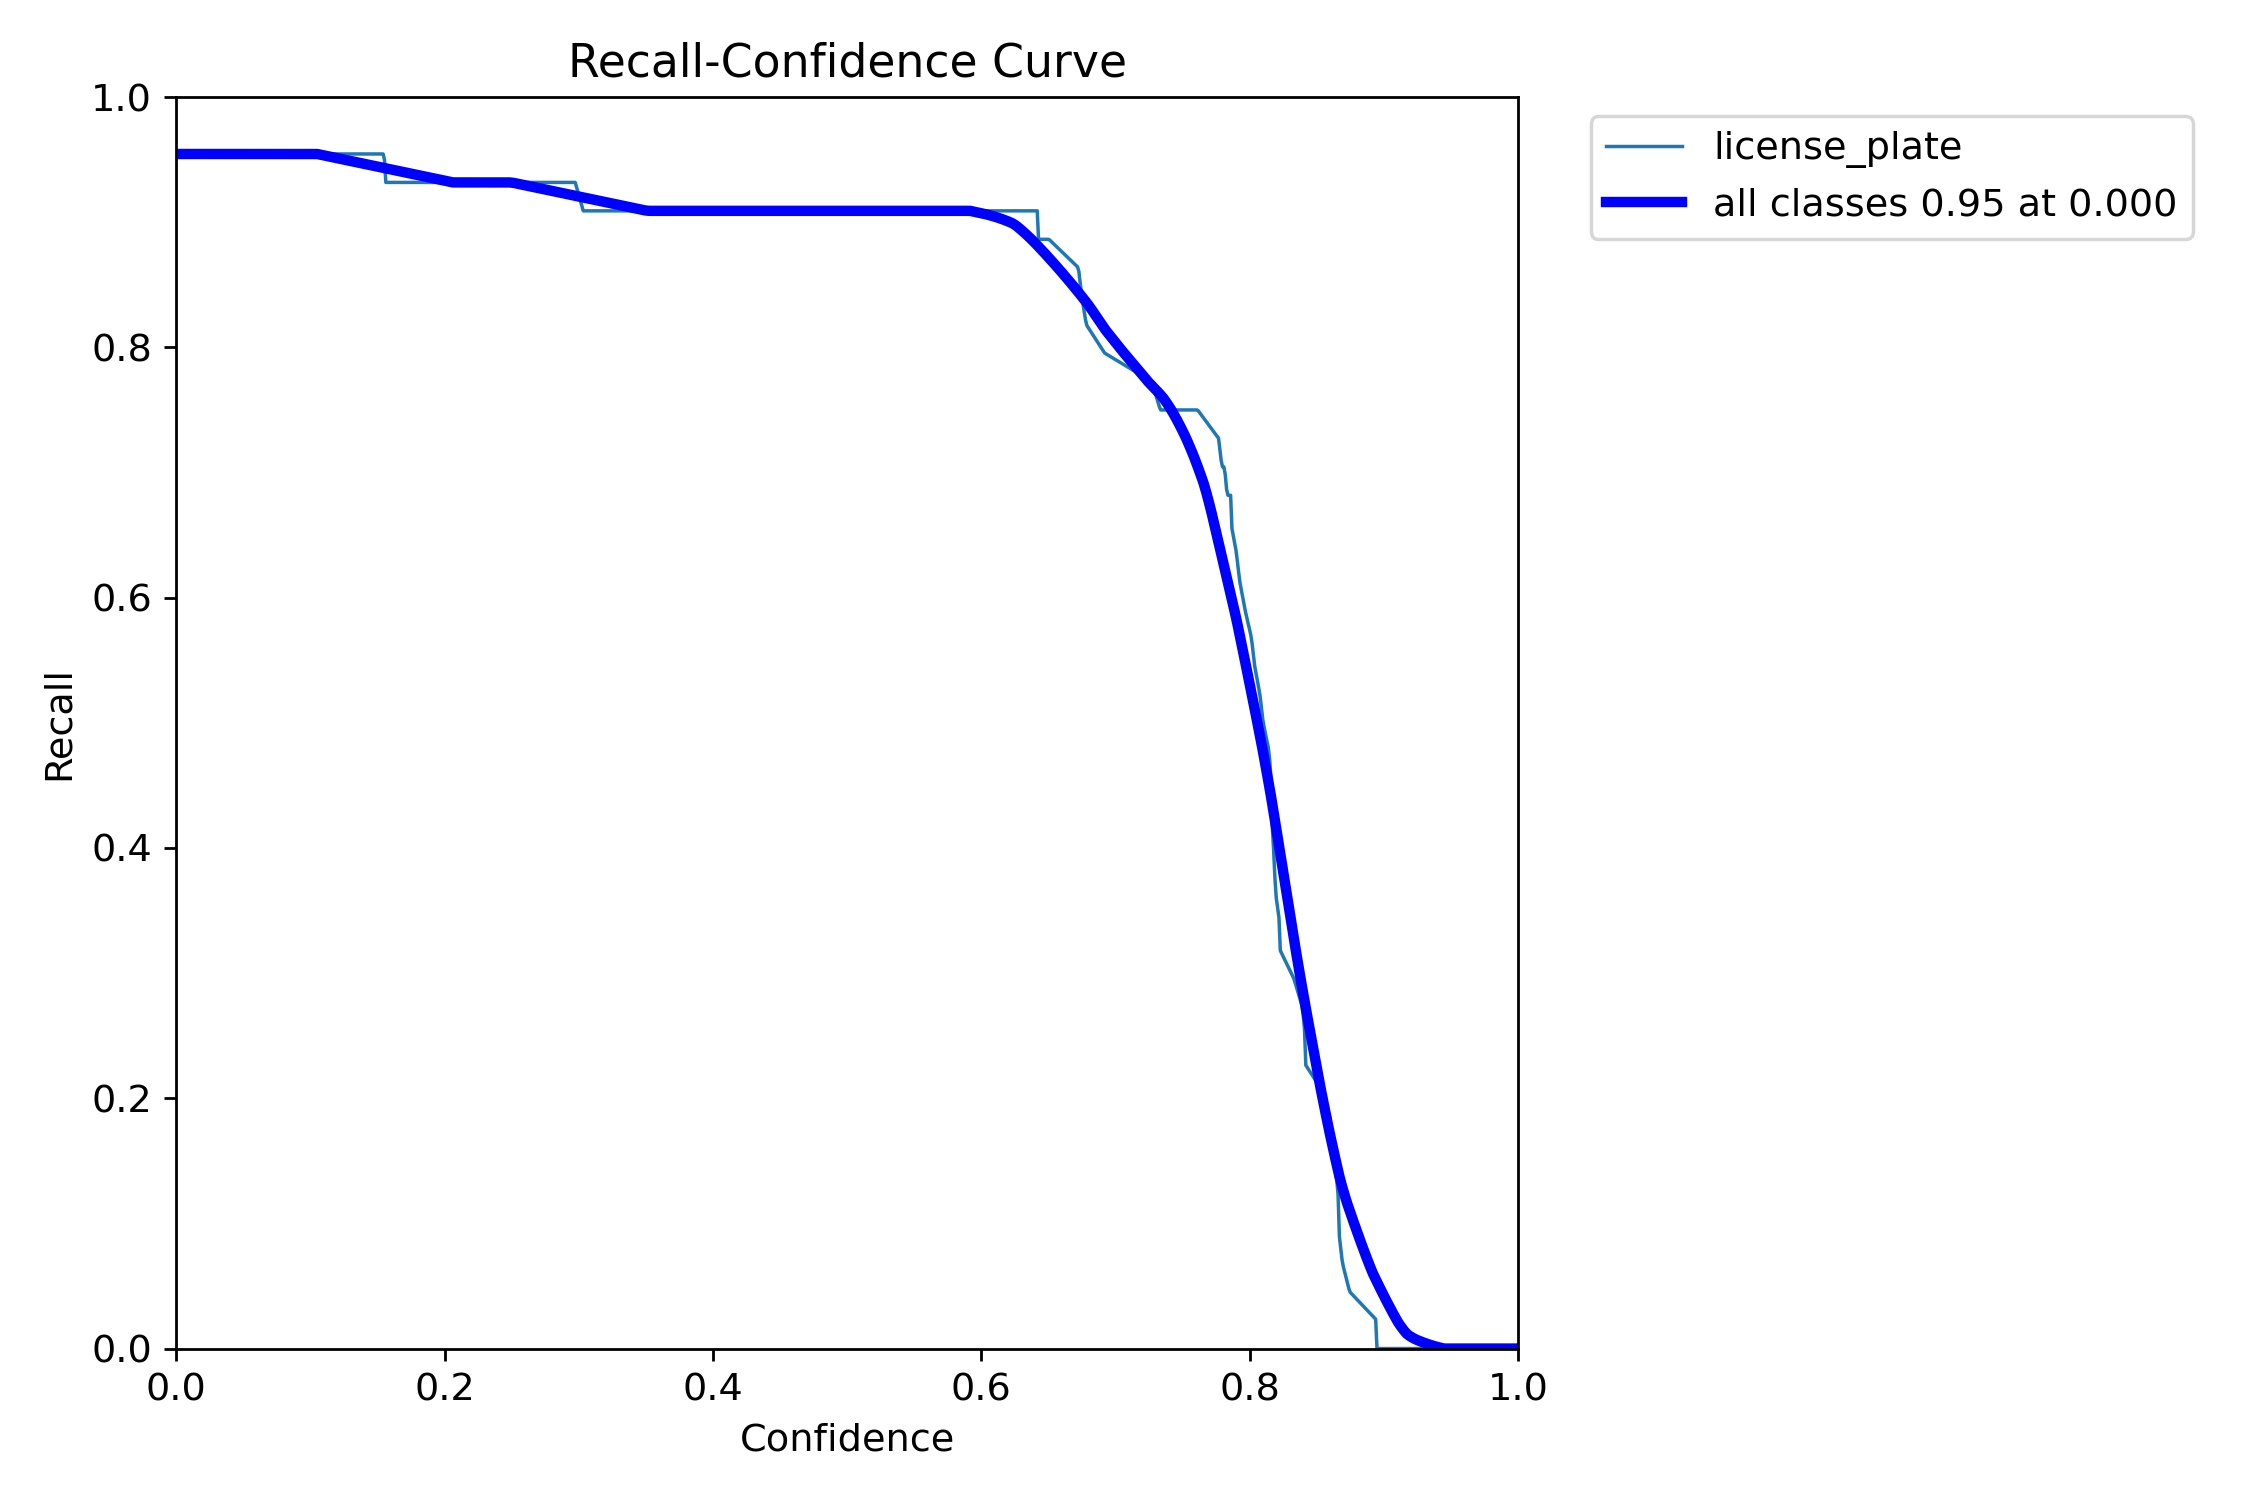 Recall-Confidence Curve
1.0
0.8
0.6
0.4
0.2
0.0
Recall
0.0 0.2 0.4 0.6 0.8 1.0
Confidence
license_plate
all classes 0.95 at 0.000